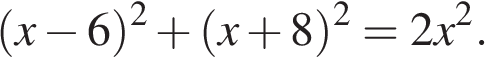 (x − 6)² + (x + 8)² = 2x².